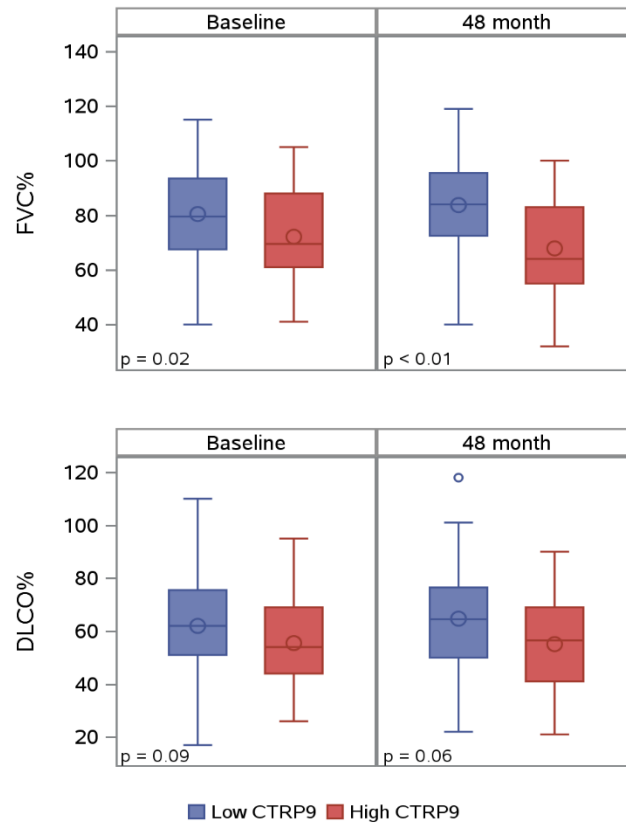 Baseline 48 month
140
120
100
80
60
40
FVC%
p = 0.02 p < 0.01
Baseline 48 month
120
100
80
60
40
20
DLCO%
p = 0.09 p = 0.06
Low CTRP9 High CTRP9